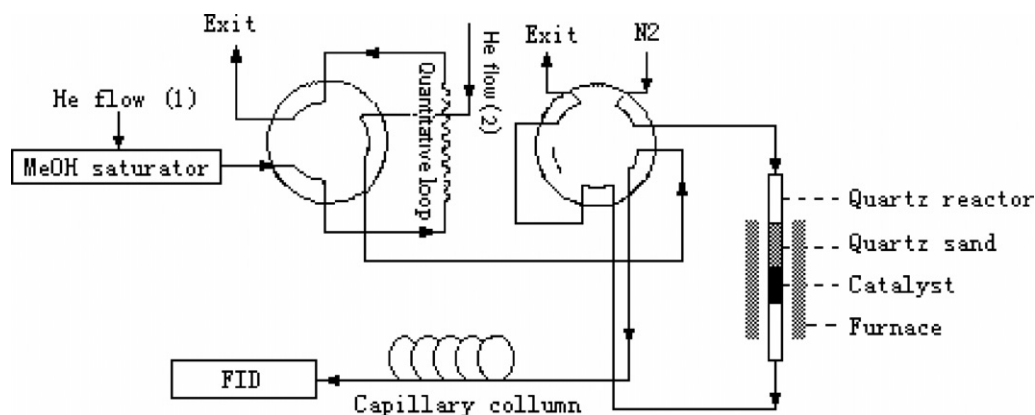 Exit
He flow (1)
MeOH saturator
Quantitative loop
He flow (2)
Exit
N2
Quartz reactor
Quartz sand
Catalyst
Furnace
FID
Capillary collumn